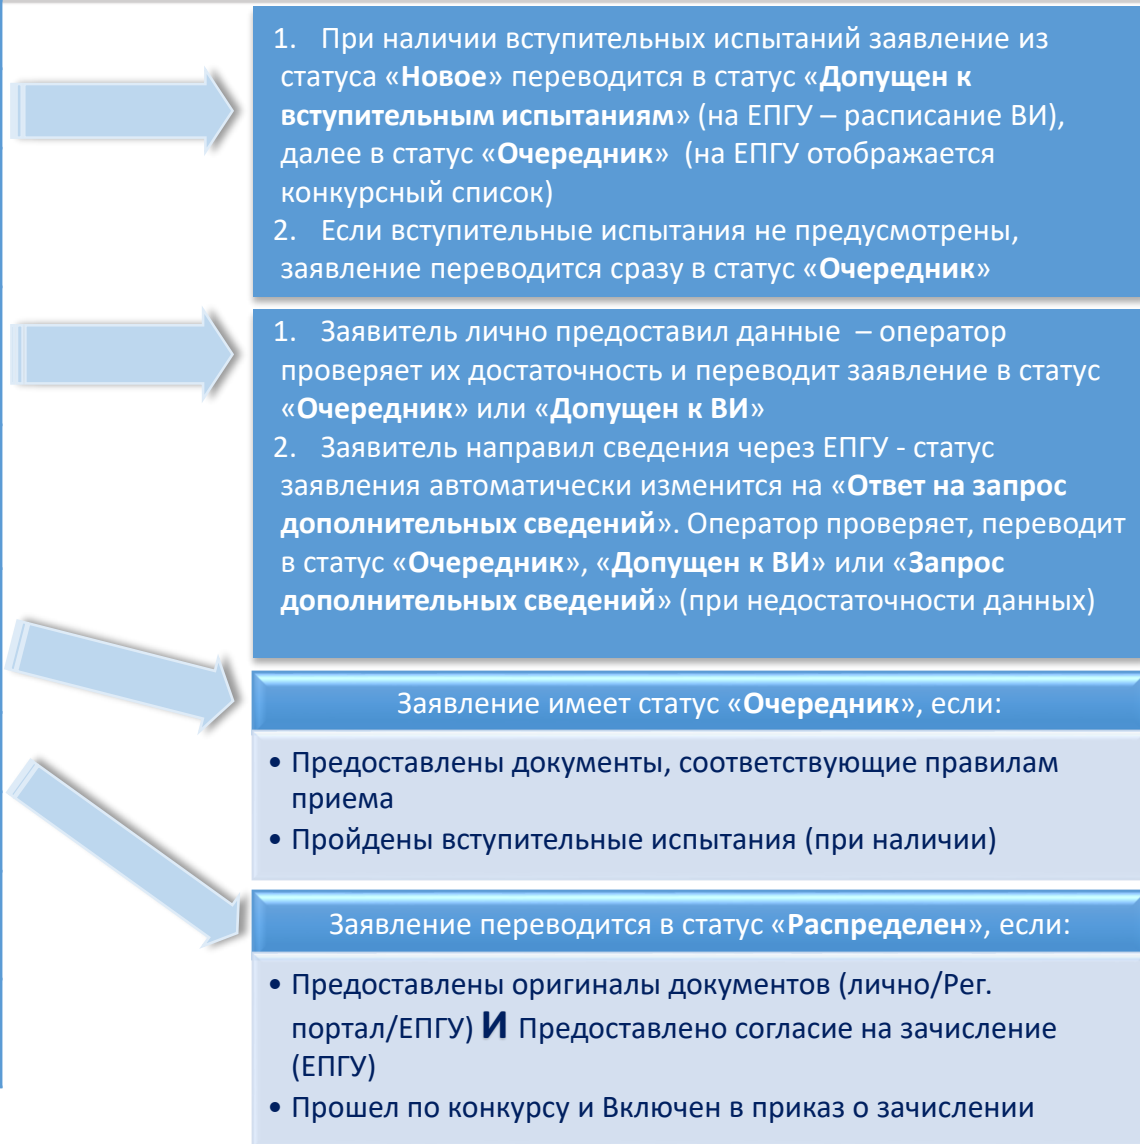 1. При наличии вступительных испытаний заявление из
статуса «Новое» переводится в статус «Допущен к
вступительным испытаниям» (на ЕПГУ – расписание ВИ),
далее в статус «Очередник» (на ЕПГУ отображается
конкурсный список)
2. Если вступительные испытания не предусмотрены,
заявление переводится сразу в статус «Очередник»
1. Заявитель лично предоставил данные – оператор
проверяет их достаточность и переводит заявление в статус
«Очередник» или «Допущен к ВИ»
2. Заявитель направил сведения через ЕПГУ - статус
заявления автоматически изменится на «Ответ на запрос
дополнительных сведений». Оператор проверяет, переводит
в статус «Очередник», «Допущен к ВИ» или «Запрос
дополнительных сведений» (при недостаточности данных)
Заявление имеет статус «Очередник», если:
• Предоставлены документы, соответствующие правилам
приема
• Пройдены вступительные испытания (при наличии)
Заявление переводится в статус «Распределен», если:
• Предоставлены оригиналы документов (лично/Рег.
портал/ЕПГУ) И Предоставлено согласие на зачисление
(ЕПГУ)
• Прошел по конкурсу и Включен в приказ о зачислении